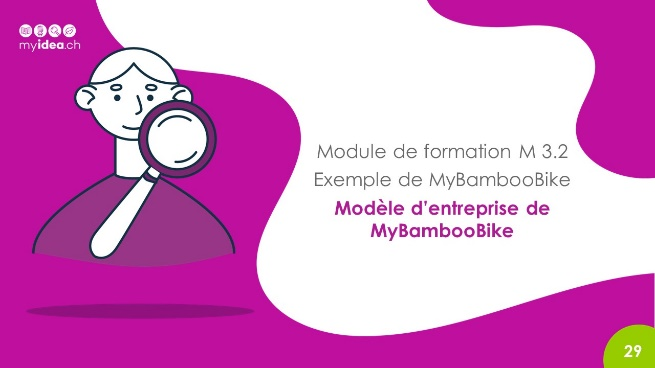 myidea.ch
Module de formation M 3.2
Exemple de MyBambooBike
Modèle d’entreprise de
MyBambooBike
29